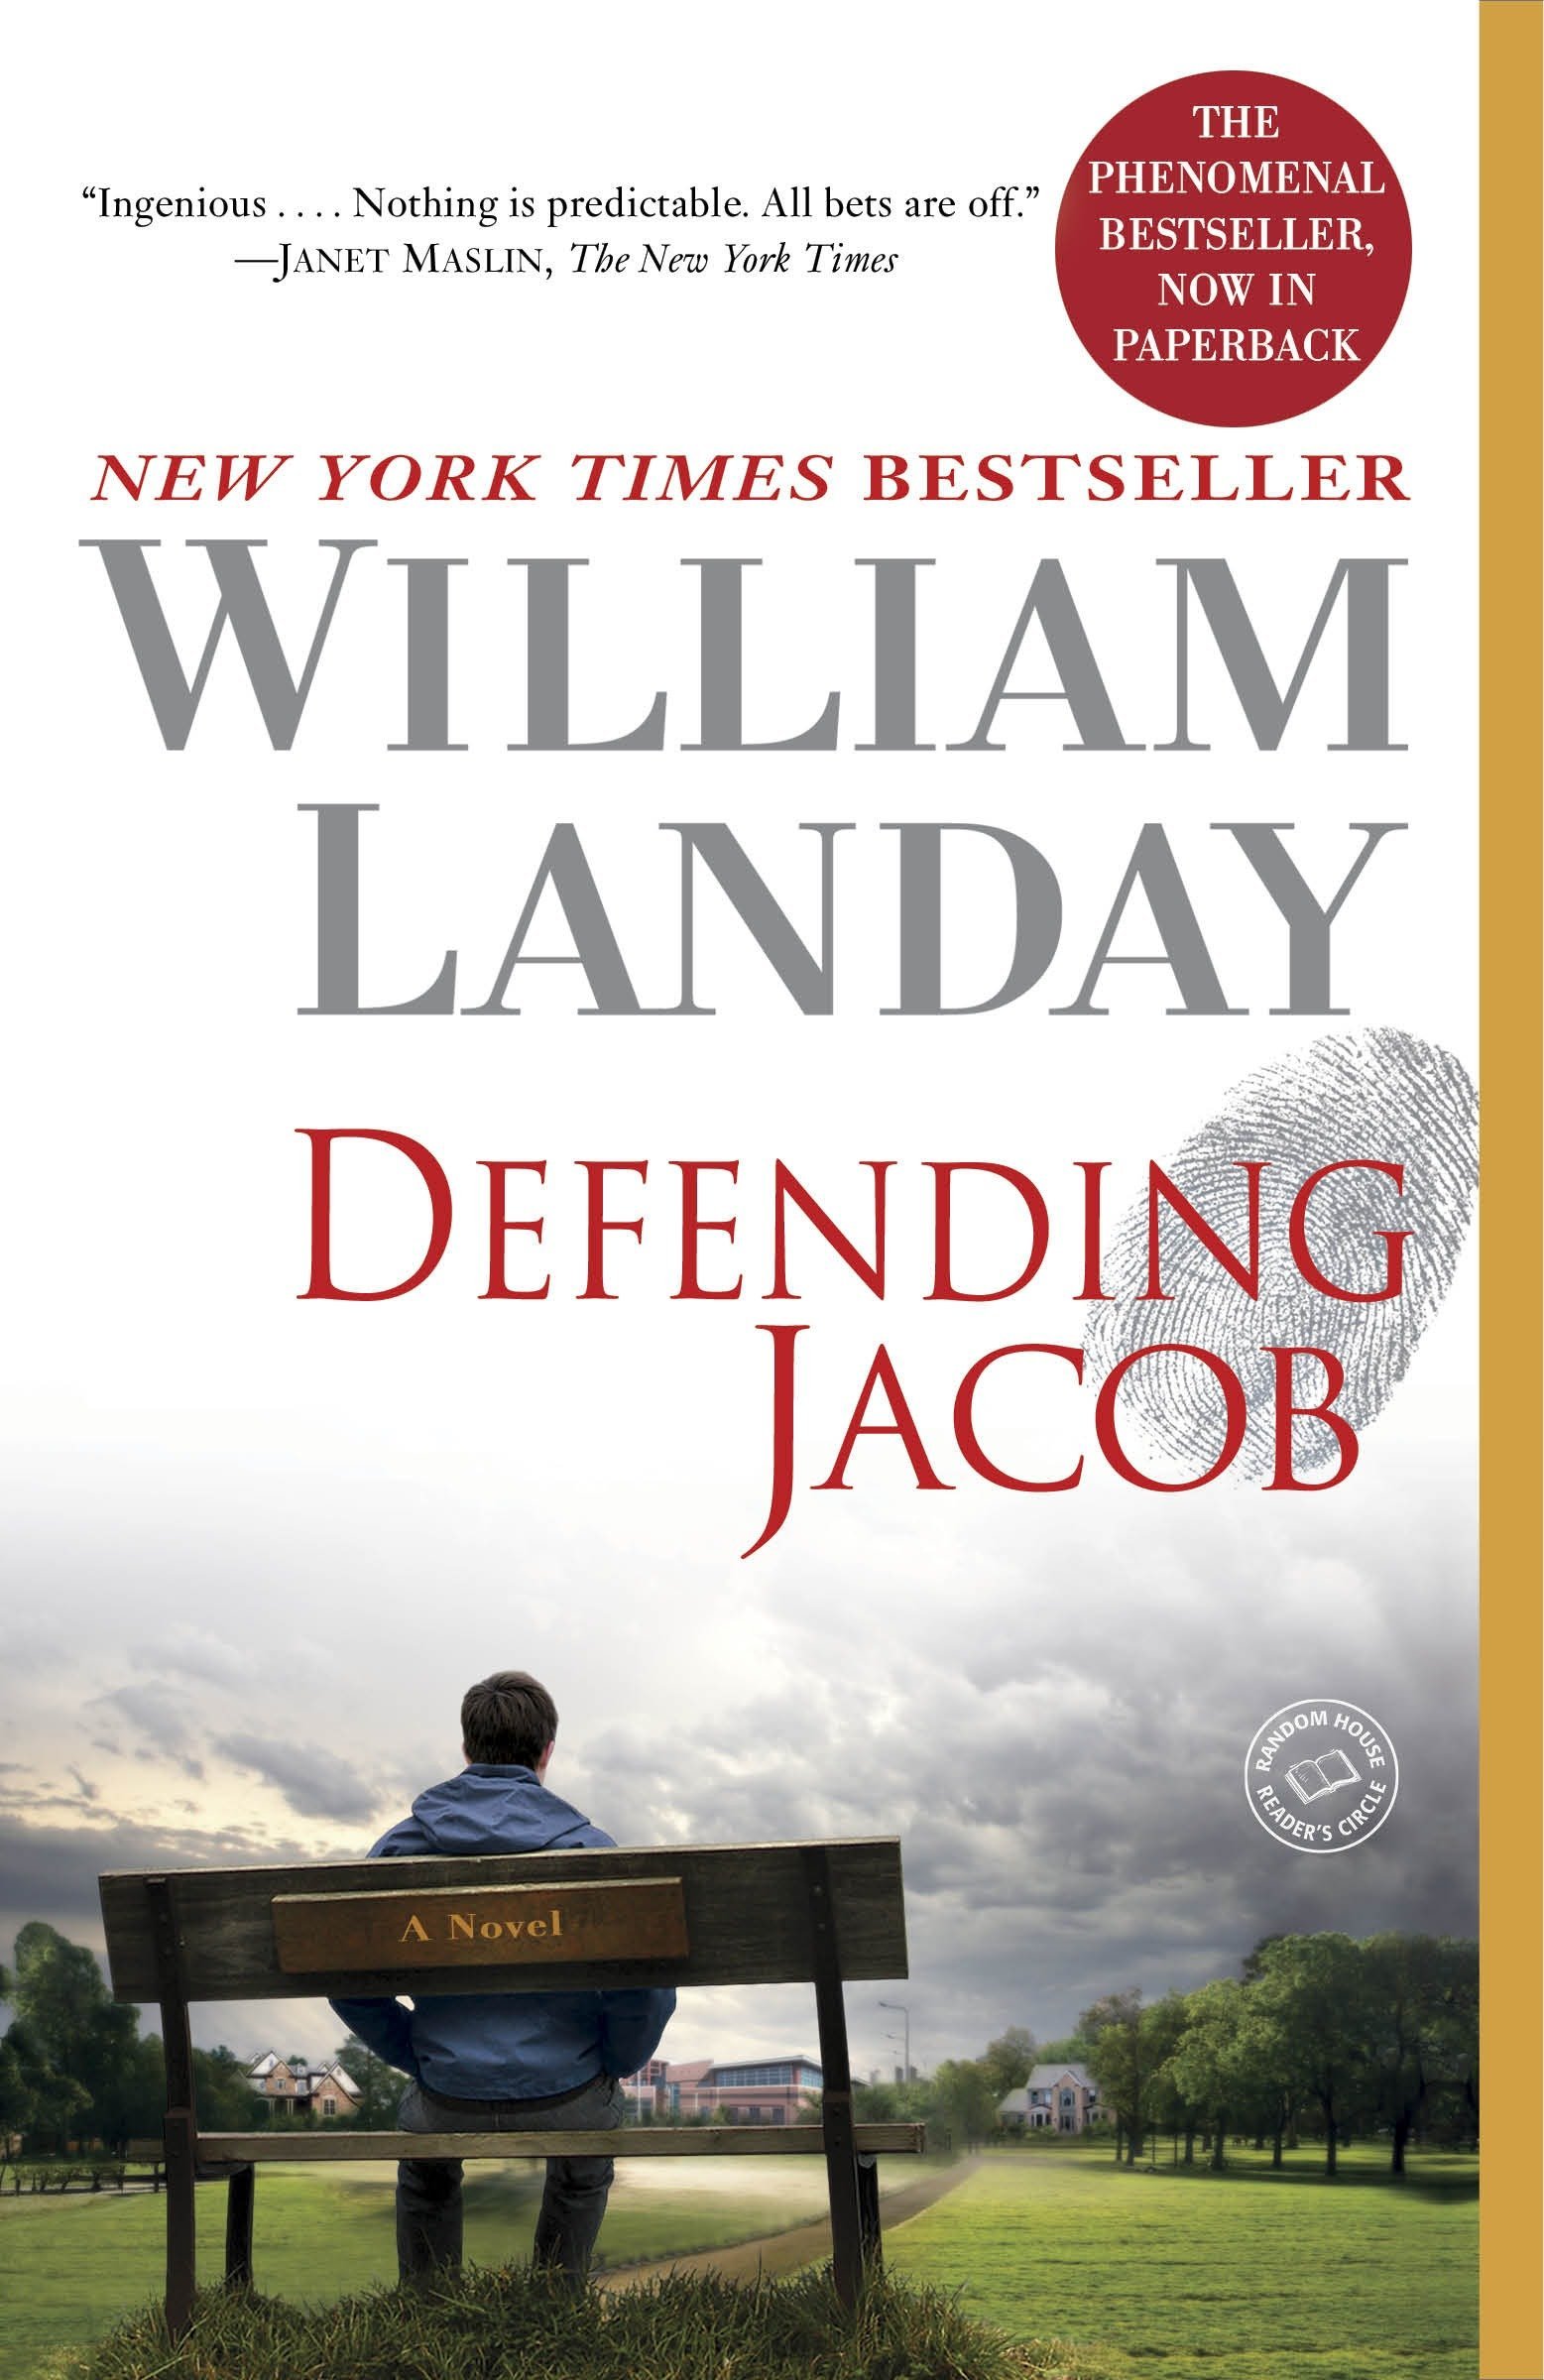 “Ingenious . . . . Nothing is predictable. All bets are off.”
—JANET MASLIN, The New York Times
THE
PHENOMENAL
BESTSELLER,
NOW IN
PAPERBACK
NEW YORK TIMES BESTSELLER
WILLIAM
LANDAY
DEFENDING
JACOB
RANDOM HOUSE
READER'S CIRCLE
A Novel